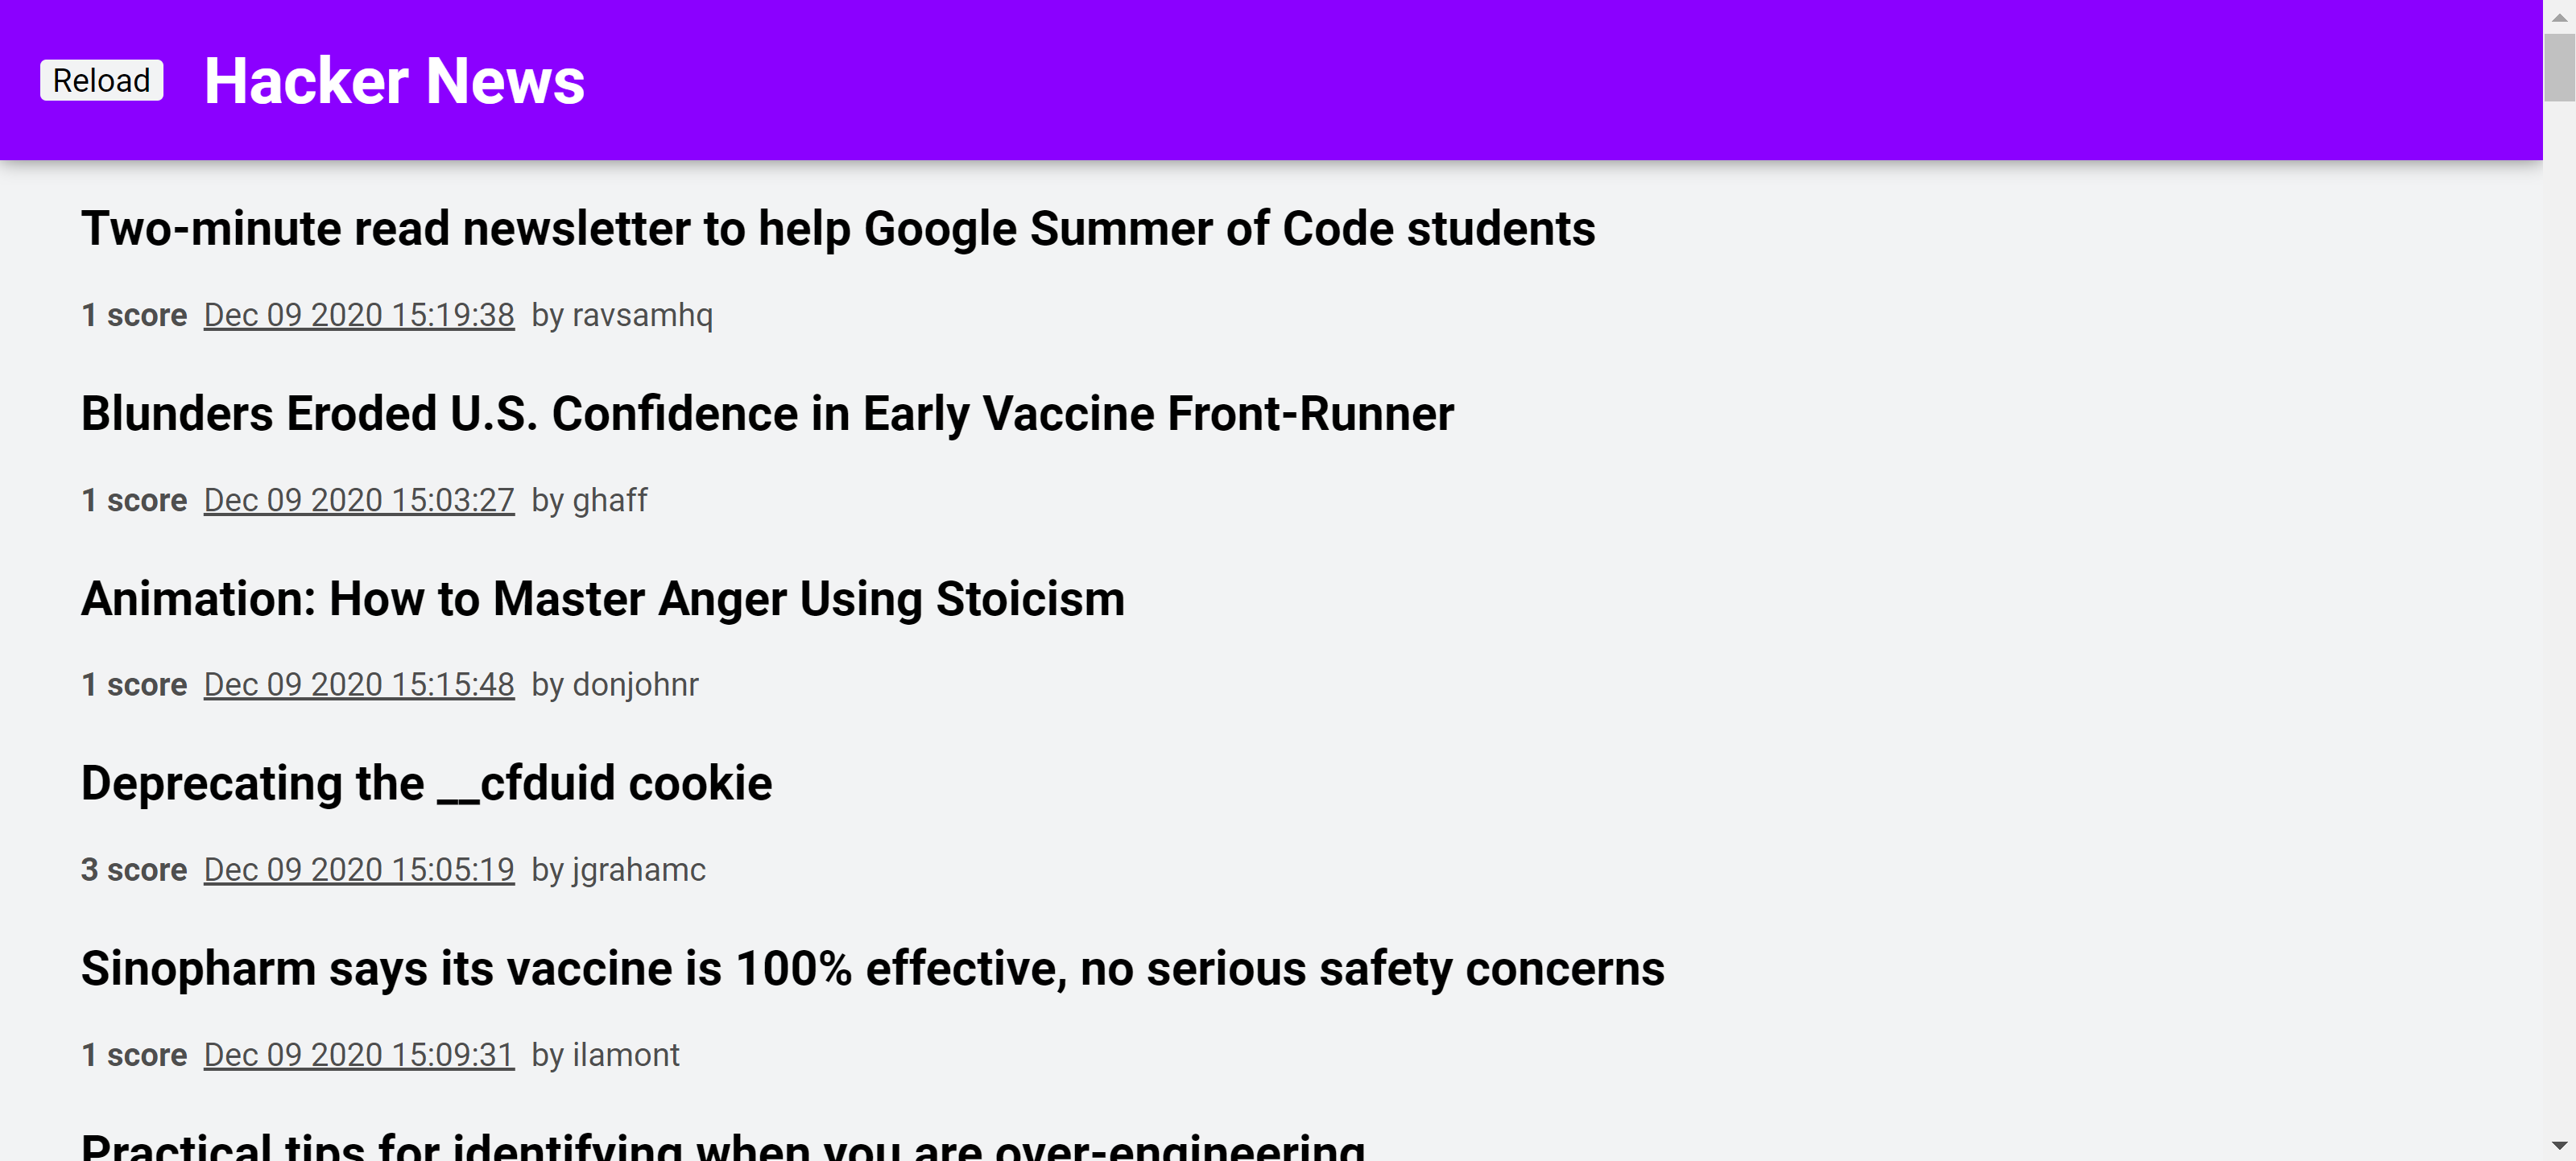 Reload
Hacker News
Two-minute read newsletter to help Google Summer of Code students
1 score Dec 09 2020 15:19:38 by ravsamhq
Blunders Eroded U.S. Confidence in Early Vaccine Front-Runner
1 score Dec 09 2020 15:03:27 by ghaff
Animation: How to Master Anger Using Stoicism
1 score Dec 09 2020 15:15:48 by donjohnr
Deprecating the __cfduid cookie
3 score Dec 09 2020 15:05:19 by jgrahamc
Sinopharm says its vaccine is 100% effective, no serious safety concerns
1 score Dec 09 2020 15:09:31 by ilamont
Practical tips for identifying when you are over-engineering